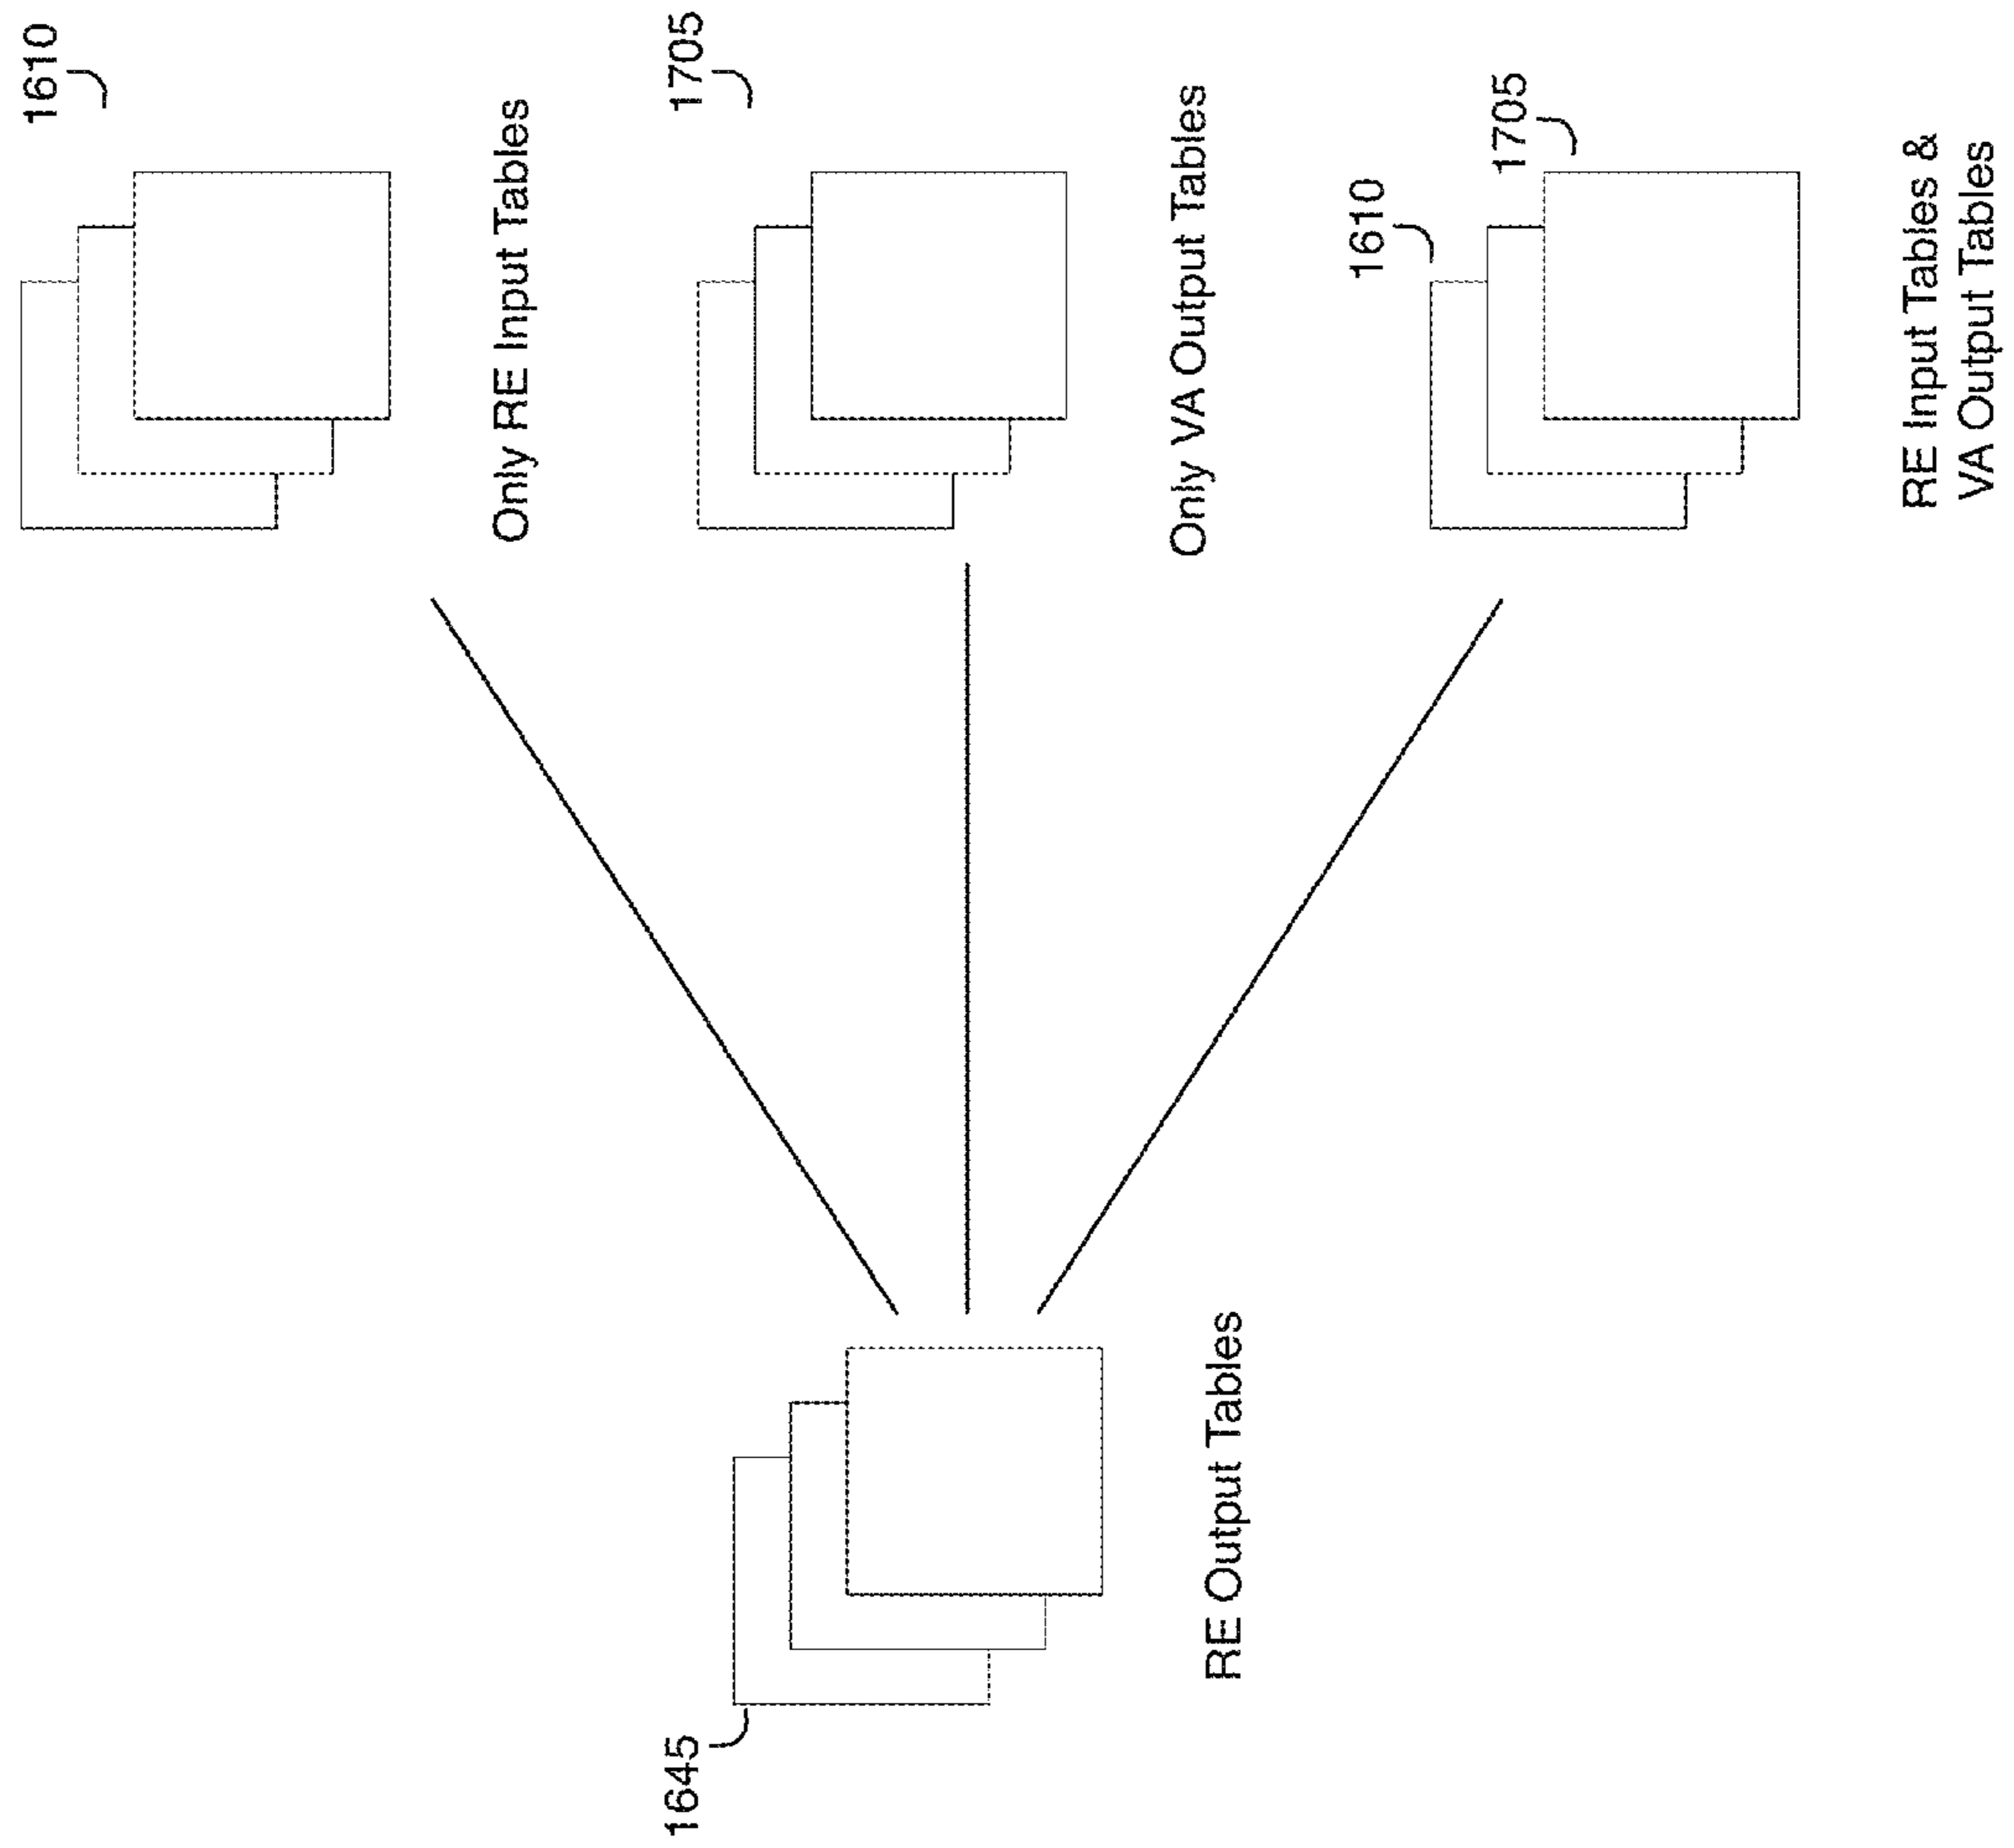 1610
Only RE Input Tables
1705
Only VA Output Tables
1610
1705
RE Input Tables &
VA Output Tables
1645
RE Output Tables